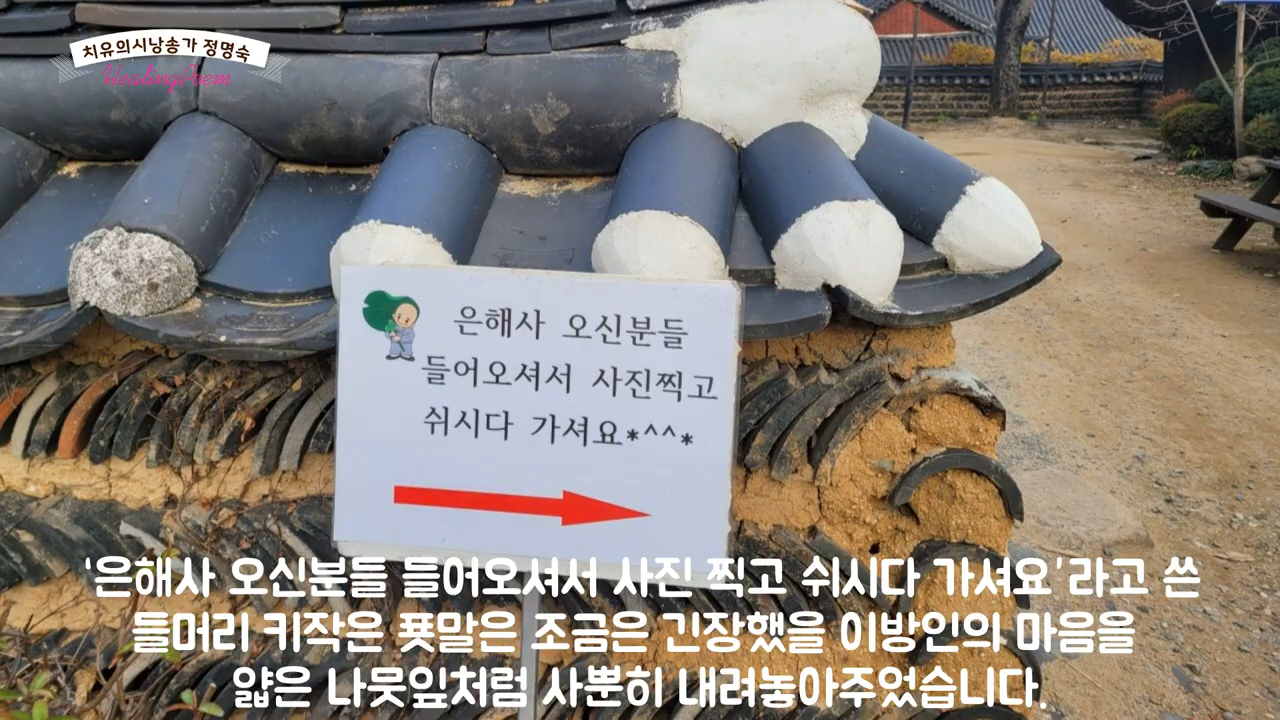 치유의시낭송가 정명숙
HealingPoem
은해사 오신분들
들어오셔서 사진찍고
쉬시다 가셔요*^^*
‘은해사 오신분들 들어오셔서 사진 찍고 쉬시다 가셔요’라고 쓴
들머리 키작은 푯말은 조금은 긴장했을 이방인의 마음을
얇은 나뭇잎처럼 사뿐히 내려놓아주었습니다.